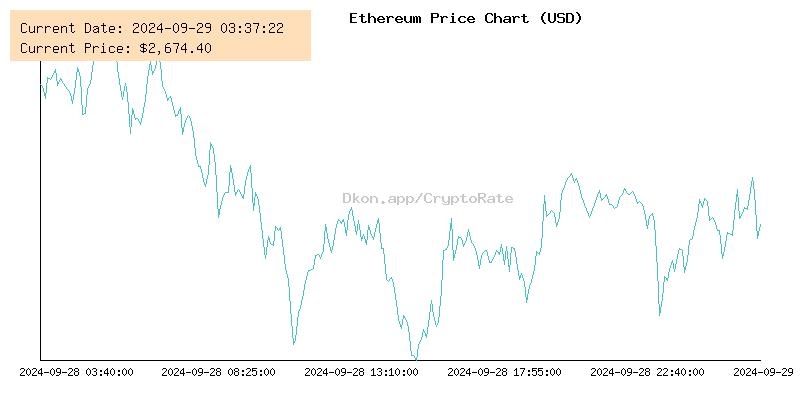 Ethereum Price Chart (USD)
Current Date: 2024-09-29 03:37:22
Current Price: $2,674.40
Dkon.app/CryptoRate
2024-09-28 03:40:00 2024-09-28 08:25:00 2024-09-28 13:10:00 2024-09-28 17:55:00 2024-09-28 22:40:00 2024-09-29